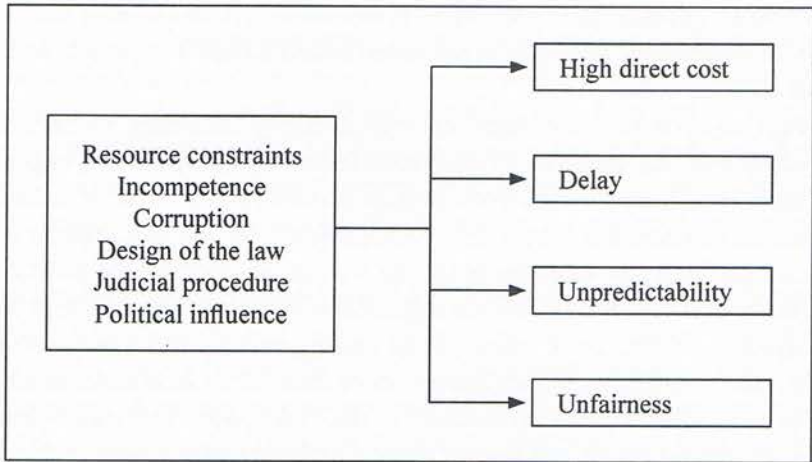 Resource constraints
Incompetence
Corruption
Design of the law
Judicial procedure
Political influence
High direct cost
Delay
Unpredictability
Unfairness